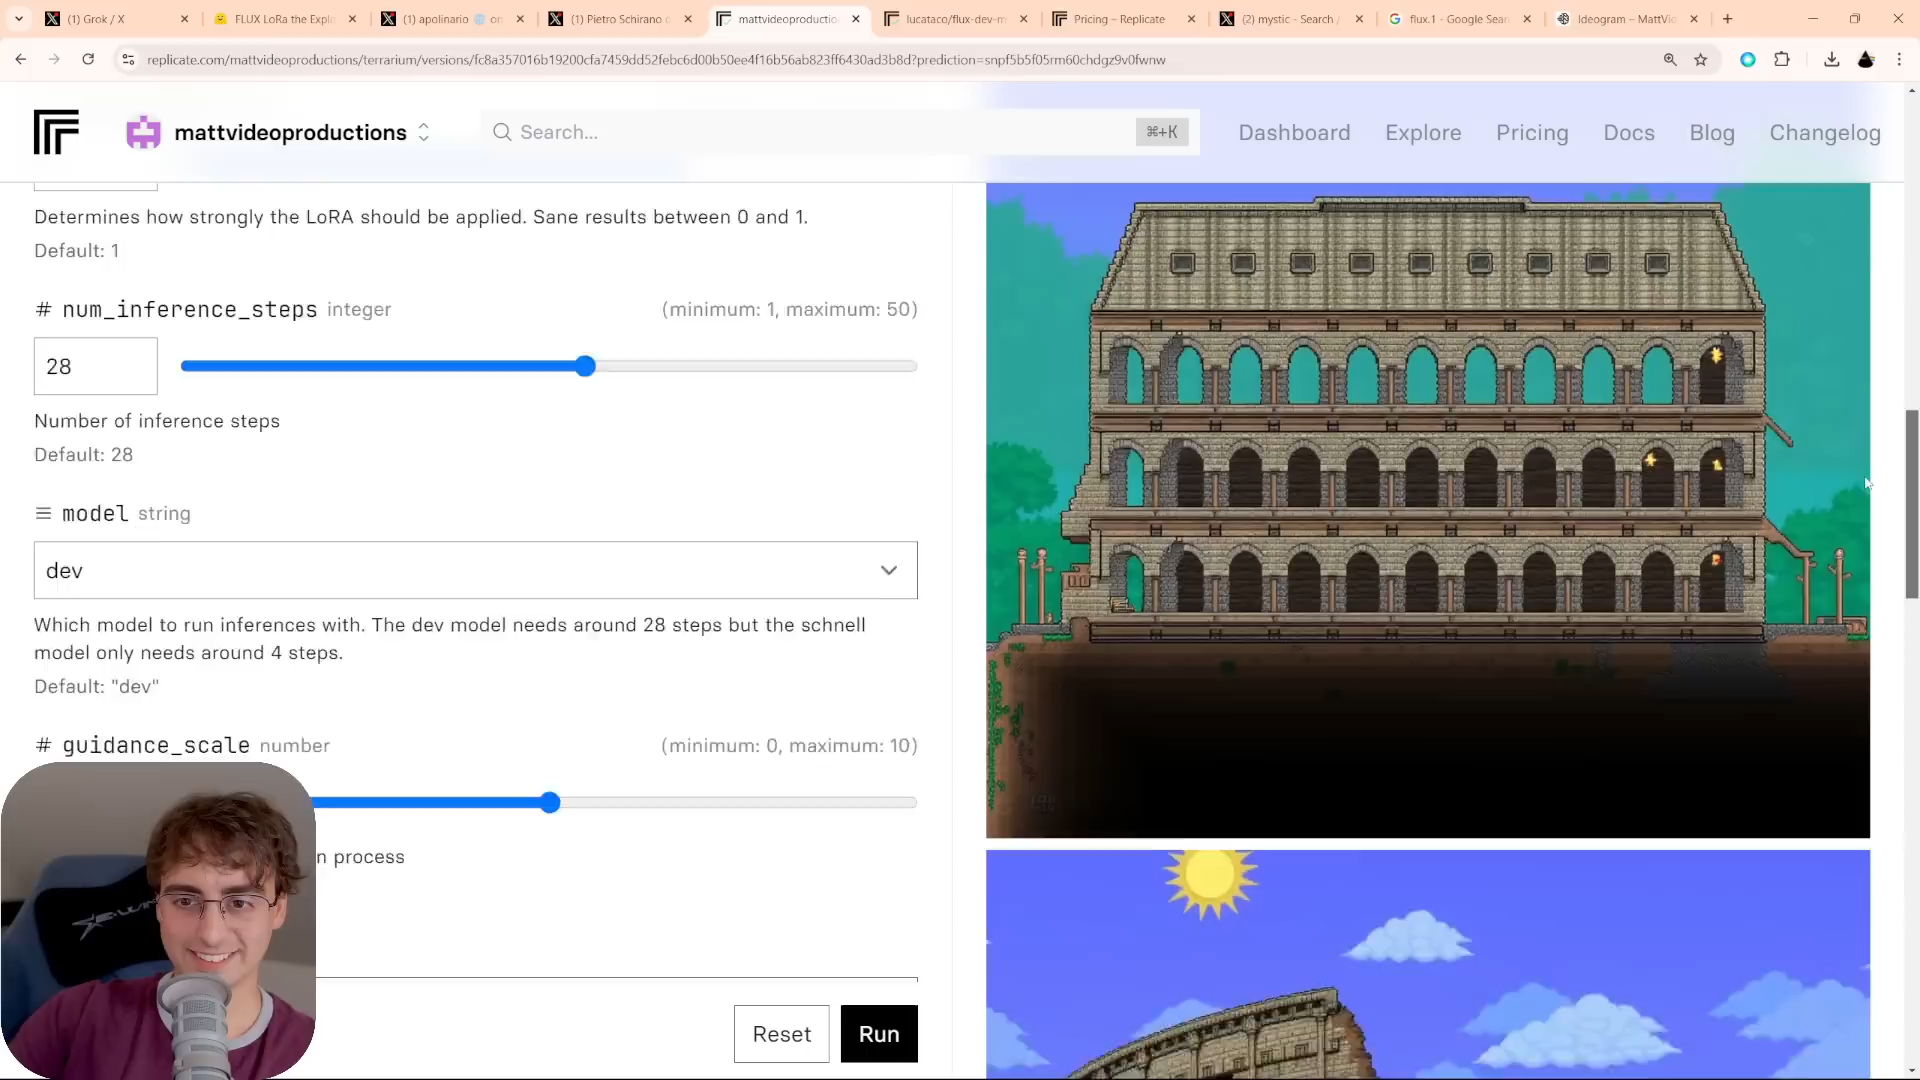 (1) Grok / X
FLUX LoRa the Explo
(1) apolinario
(1) Pietro Schirano
mattvideoproductio
lucataco/flux-dev-m
Pricing – Replicate
(2) mystic - Search /
flux.1 - Google Sear
Ideogram – MattVi
replicate.com/mattvideoproductions/terrarium/versions/fc8a357016b19200cfa7459dd52febc6d00b50ee4f16b56ab823ff6430ad3b8d?prediction=snpf5b5f05rm60chdgz9v0fwnw
mattvideoproductions
Search...
⌘+K
Dashboard
Explore
Pricing
Docs
Blog
Changelog
Determines how strongly the LoRA should be applied. Sane results between 0 and 1.
Default: 1
# num_inference_steps integer (minimum: 1, maximum: 50)
28
Number of inference steps
Default: 28
model string
dev
Which model to run inferences with. The dev model needs around 28 steps but the schnell
model only needs around 4 steps.
Default: "dev"
# guidance_scale number (minimum: 0, maximum: 10)
n process
Reset
Run